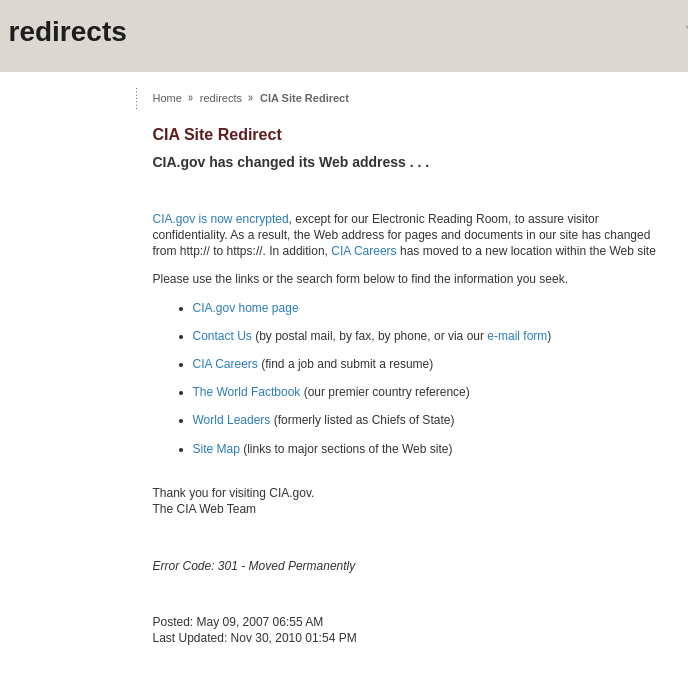 redirects
Home » redirects » CIA Site Redirect
CIA Site Redirect
CIA.gov has changed its Web address . . .
CIA.gov is now encrypted, except for our Electronic Reading Room, to assure visitor
confidentiality. As a result, the Web address for pages and documents in our site has changed
from http:// to https://. In addition, CIA Careers has moved to a new location within the Web site
Please use the links or the search form below to find the information you seek.
• CIA.gov home page
• Contact Us (by postal mail, by fax, by phone, or via our e-mail form)
• CIA Careers (find a job and submit a resume)
• The World Factbook (our premier country reference)
• World Leaders (formerly listed as Chiefs of State)
• Site Map (links to major sections of the Web site)
Thank you for visiting CIA.gov.
The CIA Web Team
Error Code: 301 - Moved Permanently
Posted: May 09, 2007 06:55 AM
Last Updated: Nov 30, 2010 01:54 PM